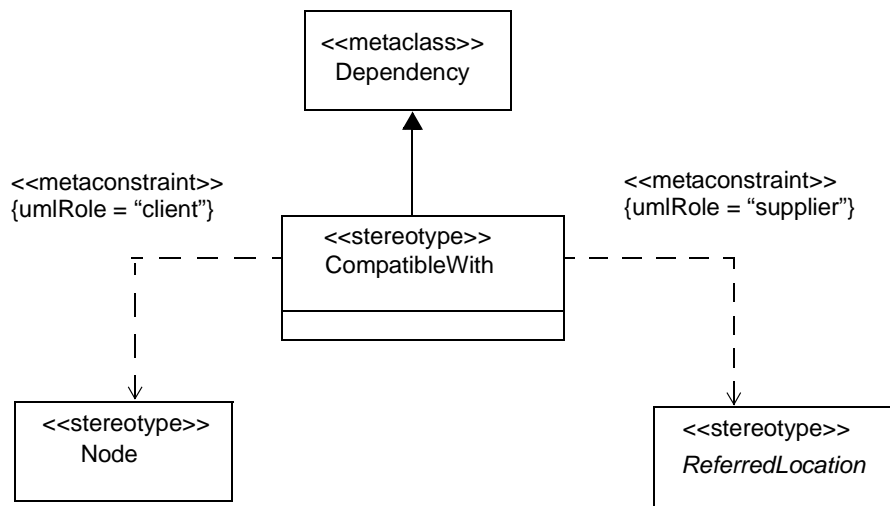 <<metaclass>>
Dependency
<<metaconstraint>>
{umlRole = “client”}
<<metaconstraint>>
{umlRole = “supplier”}
<<stereotype>>
CompatibleWith
<<stereotype>>
Node
<<stereotype>>
ReferredLocation